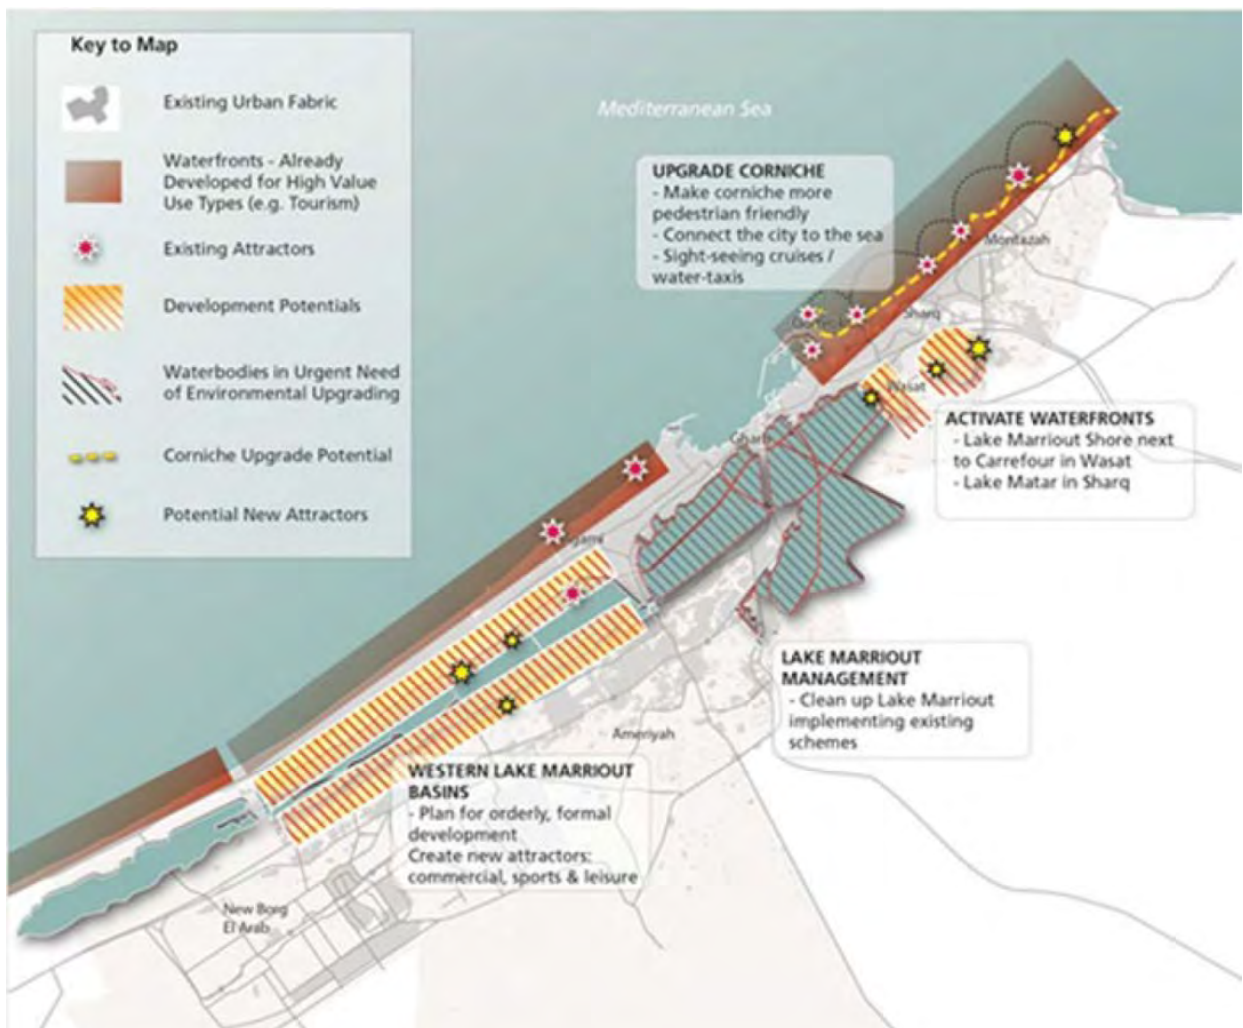 Key to Map
Existing Urban Fabric
Waterfronts - Already
Developed for High Value
Use Types (e.g. Tourism)
Existing Attractors
Development Potentials
Waterbodies in Urgent Need
of Environmental Upgrading
Corniche Upgrade Potential
Potential New Attractors
Mediterranean Sea
UPGRADE CORNICHE
- Make corniche more
pedestrian friendly
- Connect the city to the sea
- Sight-seeing cruises /
water-taxis
Montazah
Sharq
Wasat
ACTIVATE WATERFRONTS
- Lake Marriout Shore next
to Carrefour in Wasat
- Lake Matar in Sharq
LAKE MARRIOUT
MANAGEMENT
- Clean up Lake Marriout
implementing existing
schemes
Ameriyah
WESTERN LAKE MARRIOUT
BASINS
- Plan for orderly, formal
development
Create new attractors:
commercial, sports & leisure
New Borg
El Arab